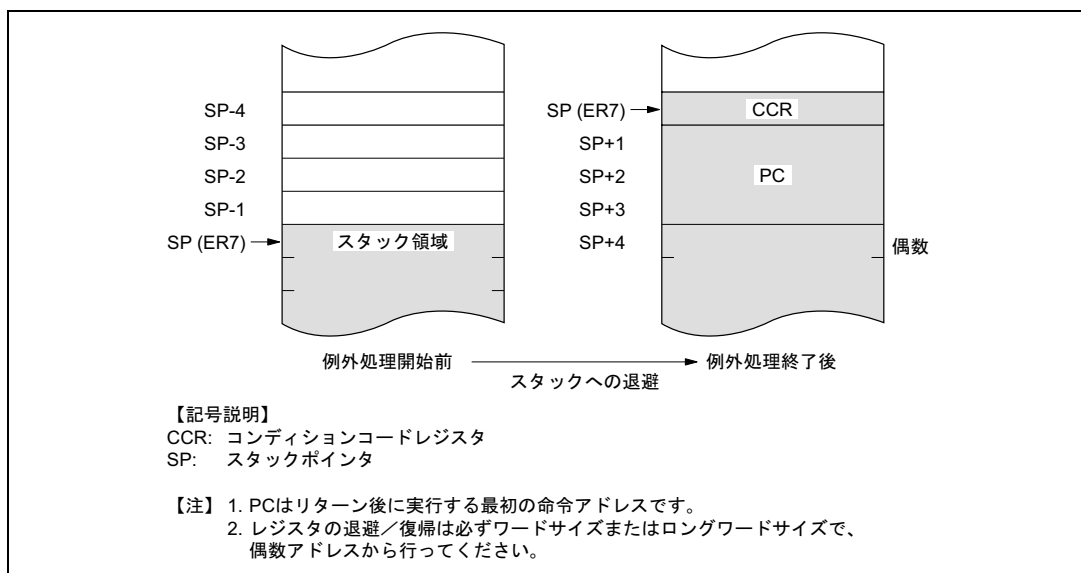 SP-4
SP-3
SP-2
SP-1
SP (ER7)
スタック領域
SP (ER7)
SP+1
SP+2
SP+3
SP+4
CCR
PC
偶数
例外処理開始前
スタックへの退避
例外処理終了後
【記号説明】
CCR: コンディションコードレジスタ
SP: スタックポインタ
【注】 1. PCはリターン後に実行する最初の命令アドレスです。
2. レジスタの退避／復帰は必ずワードサイズまたはロングワードサイズで、
偶数アドレスから行ってください。